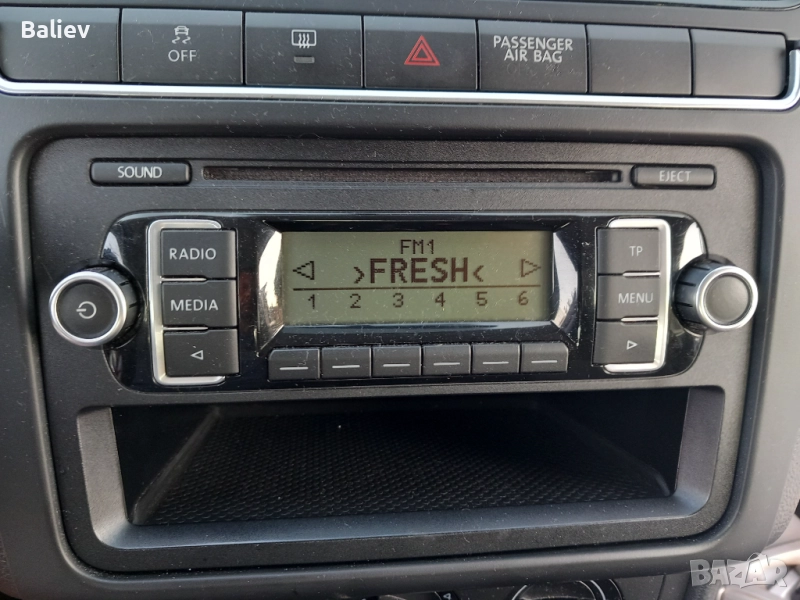 Baliev
OFF
PASSENGER
AIR BAG
SOUND
EJECT
RADIO
FM1
TP
›FRESH‹
MEDIA
1 2 3 4 5 6
MENU
BAZAR